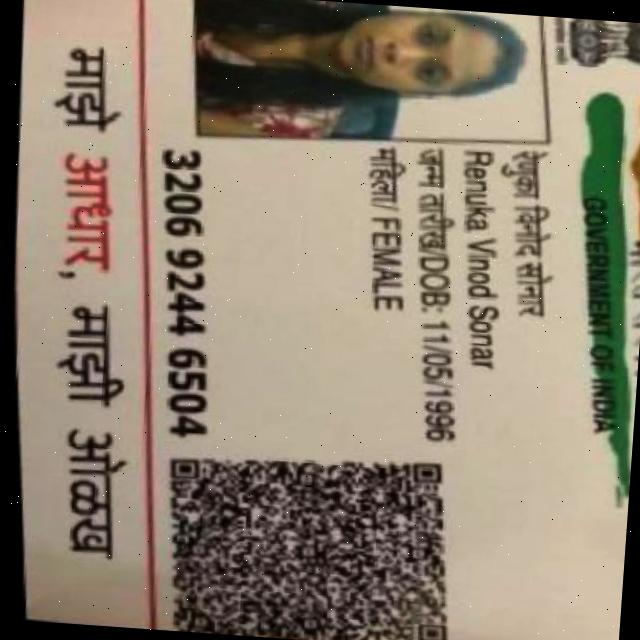 GOVERNMENT OF INDIA
रेणुका विनोद सोनार
Renuka Vinod Sonar
जन्म तारीख/DOB: 11/05/1996
महिला/ FEMALE
3206 9244 6504
माझे आधार, माझी ओळख